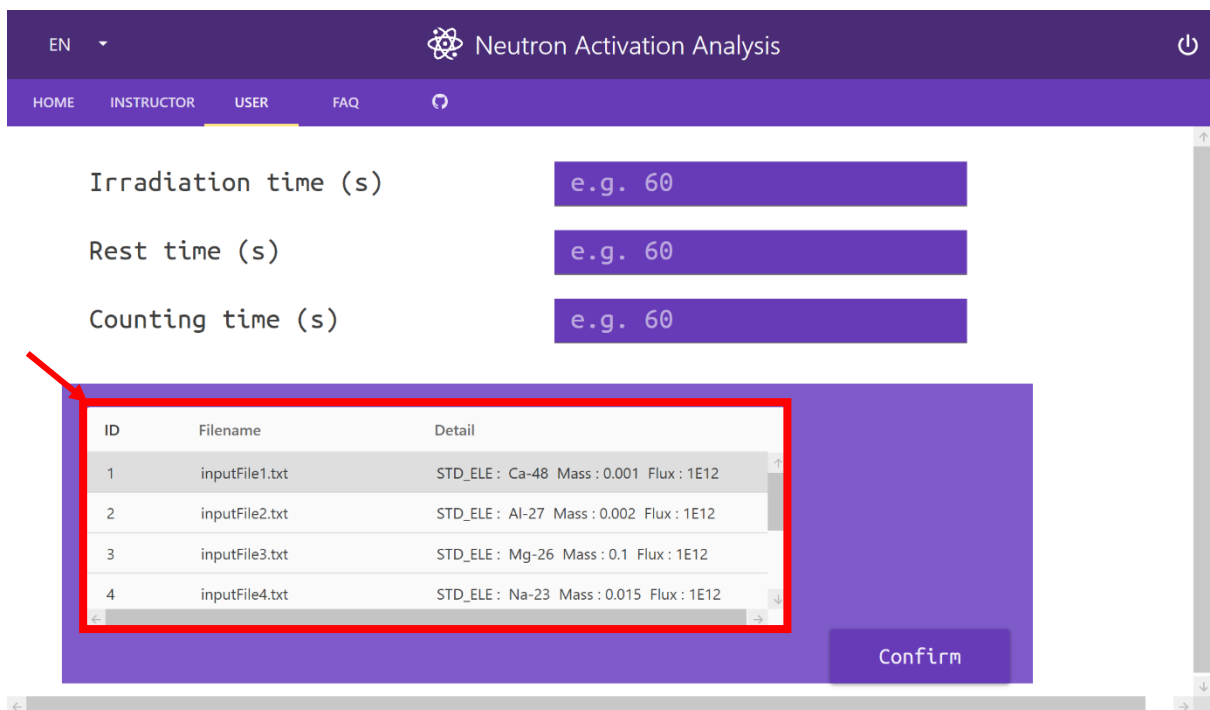 EN Neutron Activation Analysis
HOME INSTRUCTOR USER FAQ
Irradiation time (s) e.g. 60
Rest time (s) e.g. 60
Counting time (s) e.g. 60
ID Filename Detail
1 inputFile1.txt STD_ELE : Ca-48 Mass : 0.001 Flux : 1E12
2 inputFile2.txt STD_ELE : Al-27 Mass : 0.002 Flux : 1E12
3 inputFile3.txt STD_ELE : Mg-26 Mass : 0.1 Flux : 1E12
4 inputFile4.txt STD_ELE : Na-23 Mass : 0.015 Flux : 1E12
Confirm